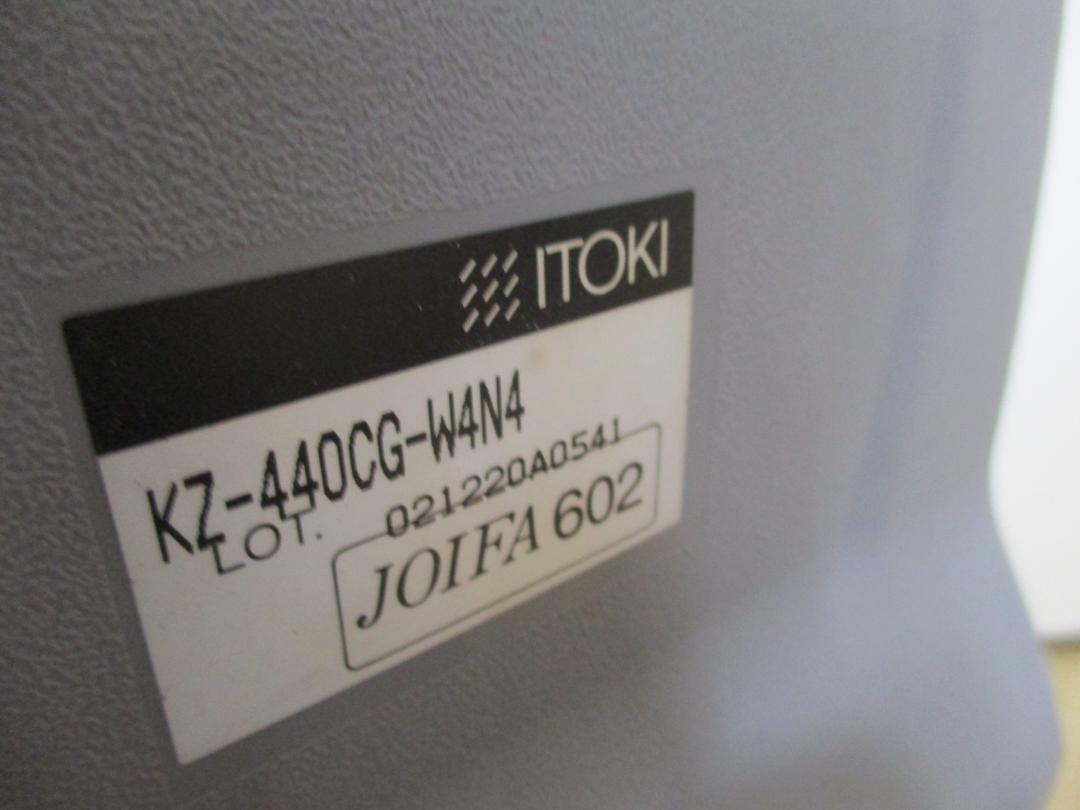 ITOKI
KZ-440CG-W4N4
LOT. 021220A0541
JOIFA 602